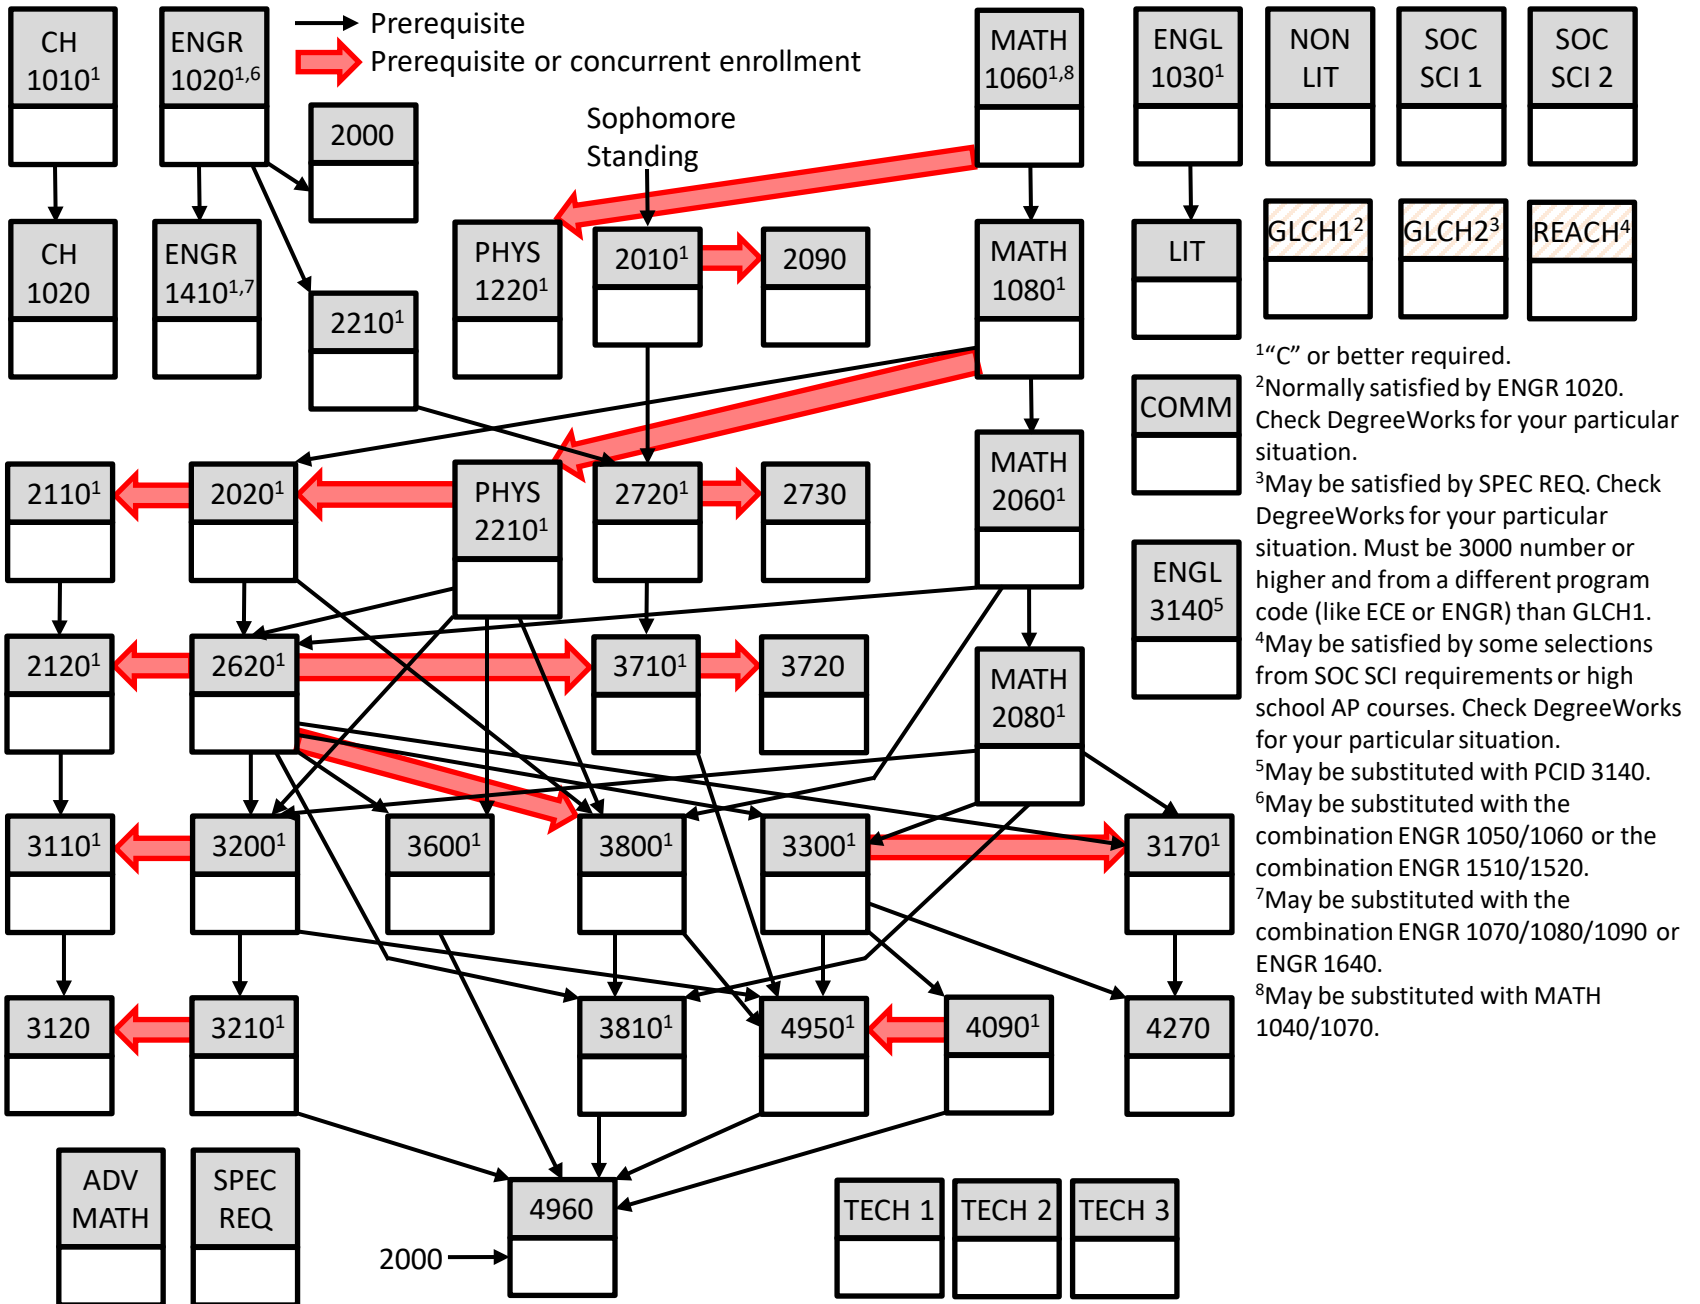 Prerequisite
Prerequisite or concurrent enrollment
CH
1010¹
ENGR
1020¹,⁶
MATH
1060¹,⁸
ENGL
1030¹
NON
LIT
SOC
SCI 1
SOC
SCI 2
2000
Sophomore
Standing
CH
1020
ENGR
1410¹,⁷
2210¹
PHYS
1220¹
2010¹
2090
MATH
1080¹
LIT
GLCH1²
GLCH2³
REACH⁴
COMM
2110¹
2020¹
PHYS
2210¹
2720¹
2730
MATH
2060¹
ENGL
3140⁵
2120¹
2620¹
3710¹
3720
MATH
2080¹
3110¹
3200¹
3600¹
3800¹
3300¹
3170¹
3120
3210¹
3810¹
4950¹
4090¹
4270
ADV
MATH
SPEC
REQ
4960
2000
TECH 1
TECH 2
TECH 3
¹“C” or better required.
²Normally satisfied by ENGR 1020.
Check DegreeWorks for your particular
situation.
³May be satisfied by SPEC REQ. Check
DegreeWorks for your particular
situation. Must be 3000 number or
higher and from a different program
code (like ECE or ENGR) than GLCH1.
⁴May be satisfied by some selections
from SOC SCI requirements or high
school AP courses. Check DegreeWorks
for your particular situation.
⁵May be substituted with PCID 3140.
⁶May be substituted with the
combination ENGR 1050/1060 or the
combination ENGR 1510/1520.
⁷May be substituted with the
combination ENGR 1070/1080/1090 or
ENGR 1640.
⁸May be substituted with MATH
1040/1070.